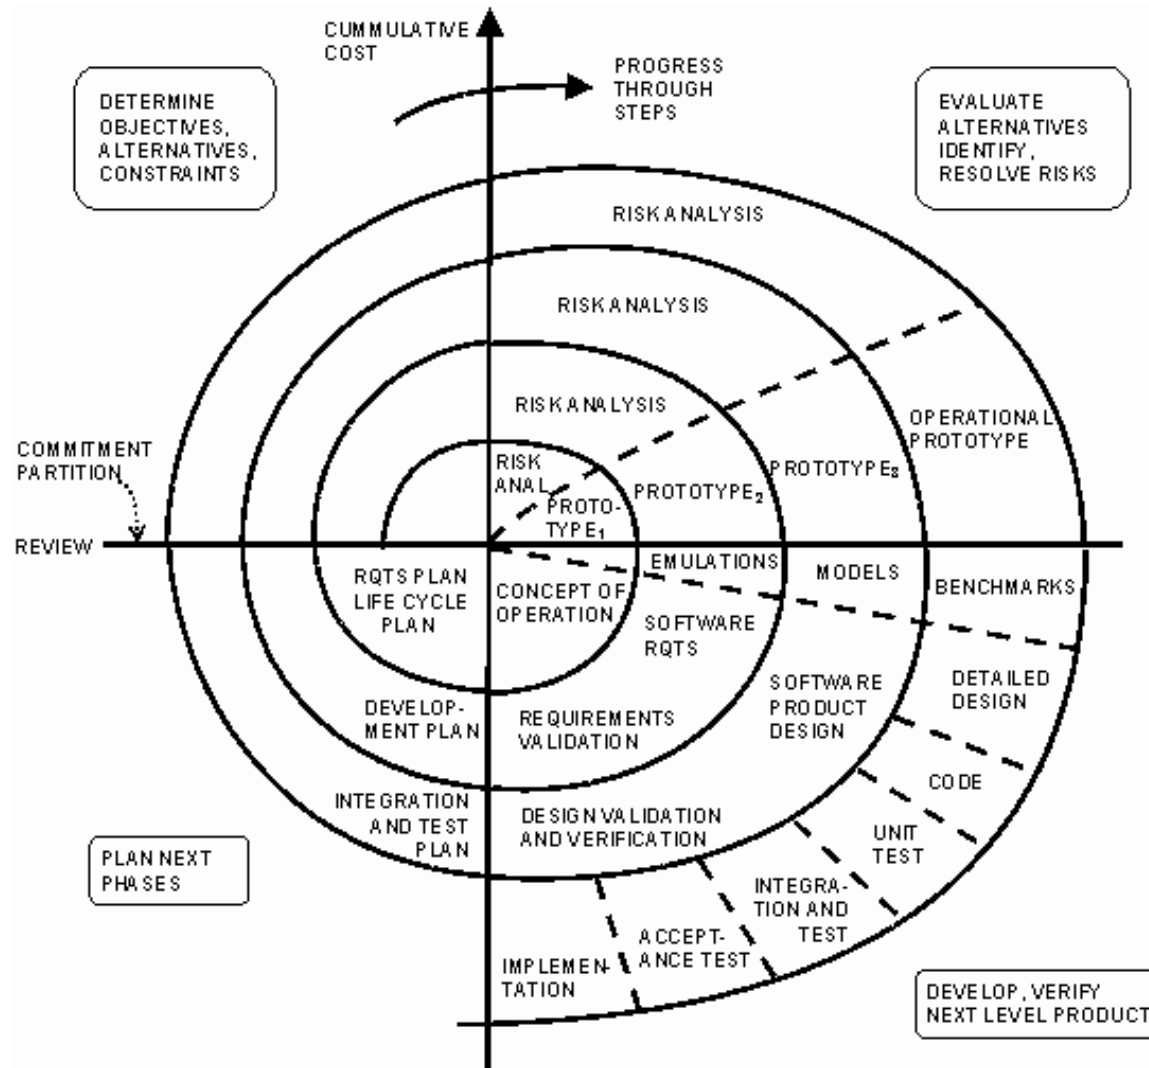 CUMMULATIVE
COST
PROGRESS
THROUGH
STEPS
DETERMINE
OBJECTIVES,
ALTERNATIVES,
CONSTRAINTS
EVALUATE
ALTERNATIVES
IDENTIFY,
RESOLVE RISKS
RISK ANALYSIS
RISK ANALYSIS
RISK ANALYSIS
RISK
ANAL.
PROTO-
TYPE₁
PROTOTYPE₂
PROTOTYPE₃
OPERATIONAL
PROTOTYPE
COMMITMENT
PARTITION
REVIEW
RQTS PLAN
LIFE CYCLE
PLAN
CONCEPT OF
OPERATION
EMULATIONS
MODELS
BENCHMARKS
SOFTWARE
RQTS
SOFTWARE
PRODUCT
DESIGN
DETAILED
DESIGN
DEVELOP-
MENT PLAN
REQUIREMENTS
VALIDATION
CODE
INTEGRATION
AND TEST
PLAN
DESIGN VALIDATION
AND VERIFICATION
UNIT
TEST
PLAN NEXT
PHASES
INTEGRA-
TION AND
TEST
ACCEPT-
ANCE TEST
IMPLEMEN-
TATION
DEVELOP, VERIFY
NEXT LEVEL PRODUCT